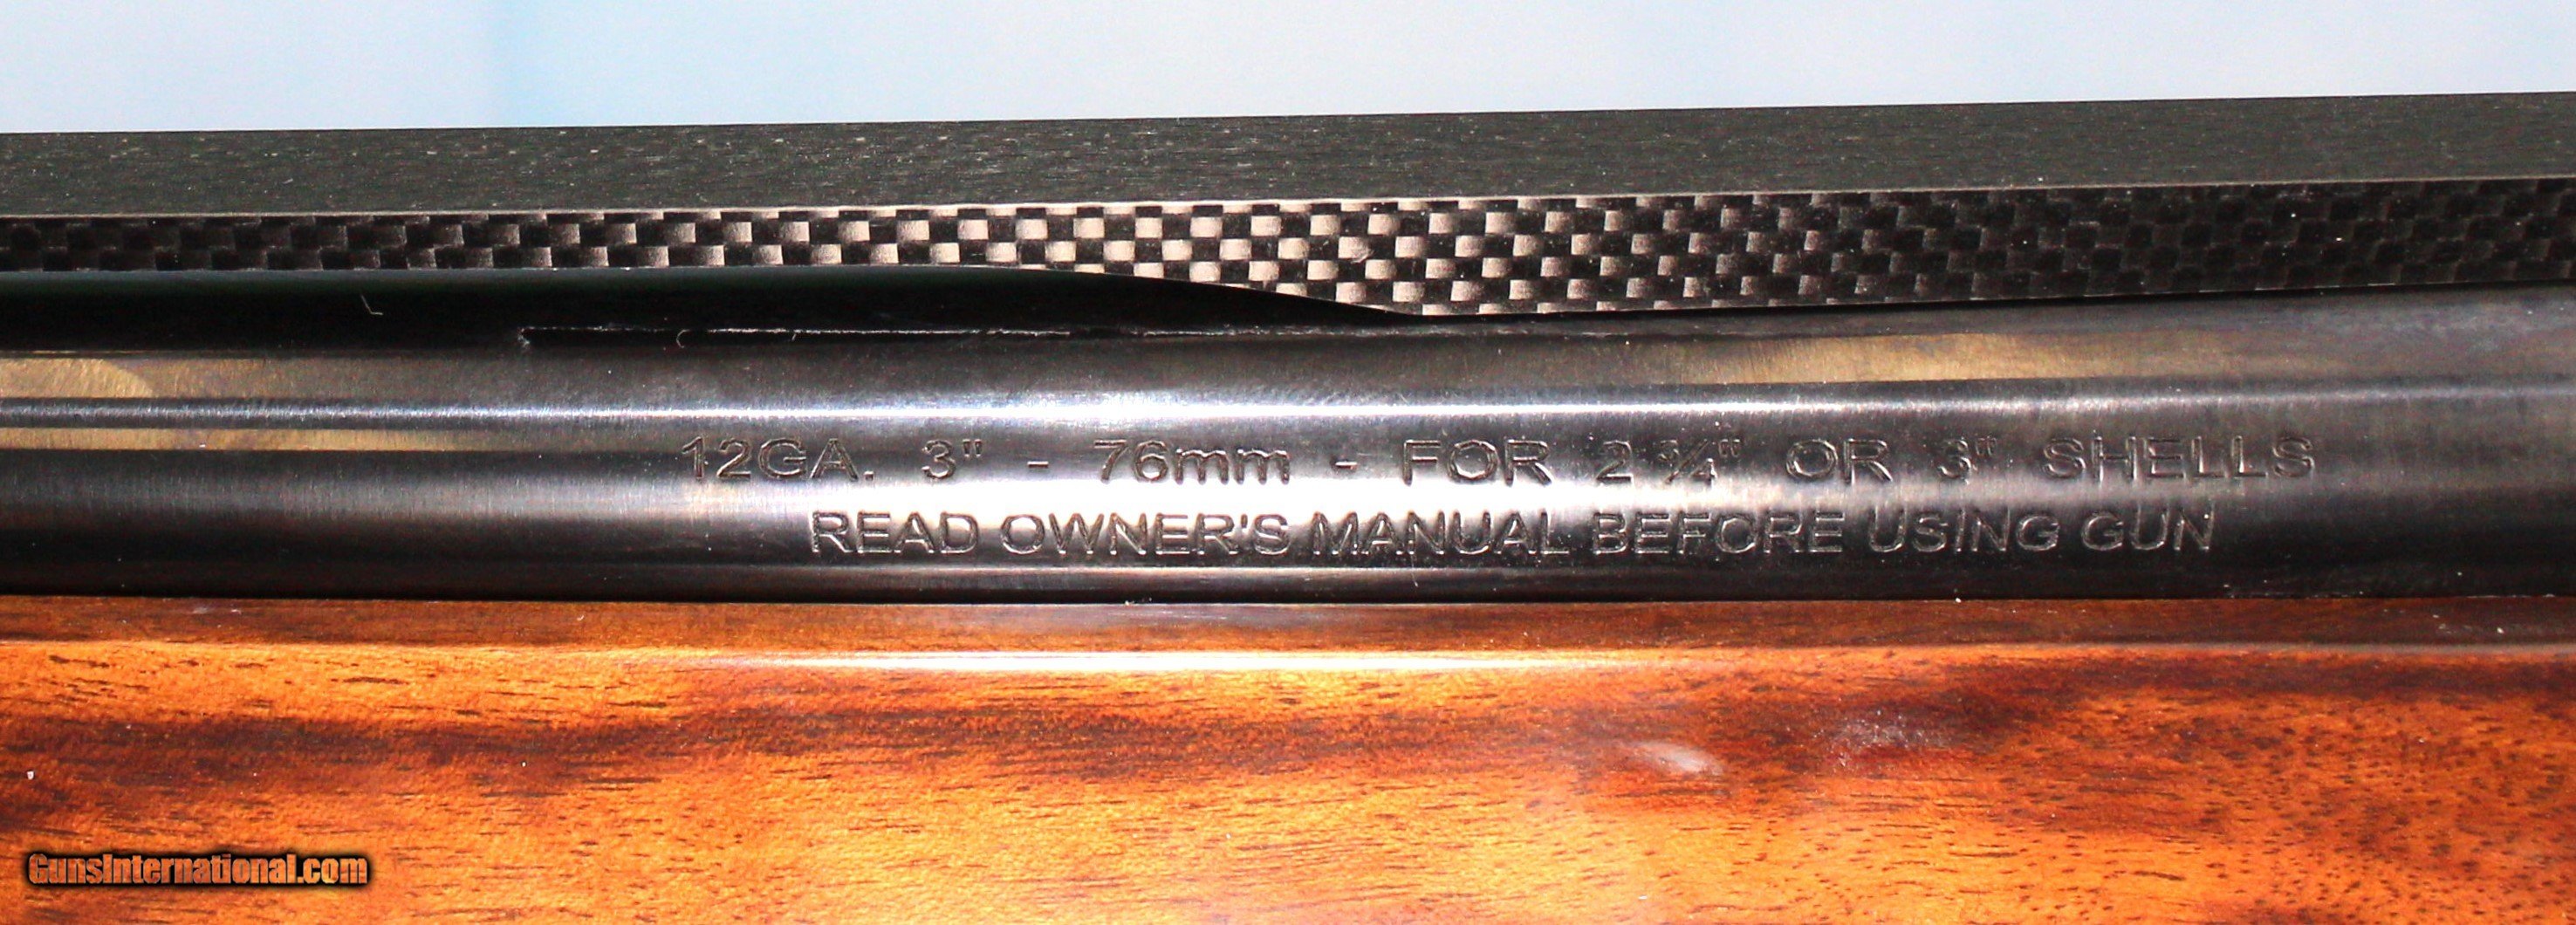 12GA. 3" - 76mm - FOR 2 ¾" OR 3" SHELLS
READ OWNER'S MANUAL BEFORE USING GUN
GunsInternational.com